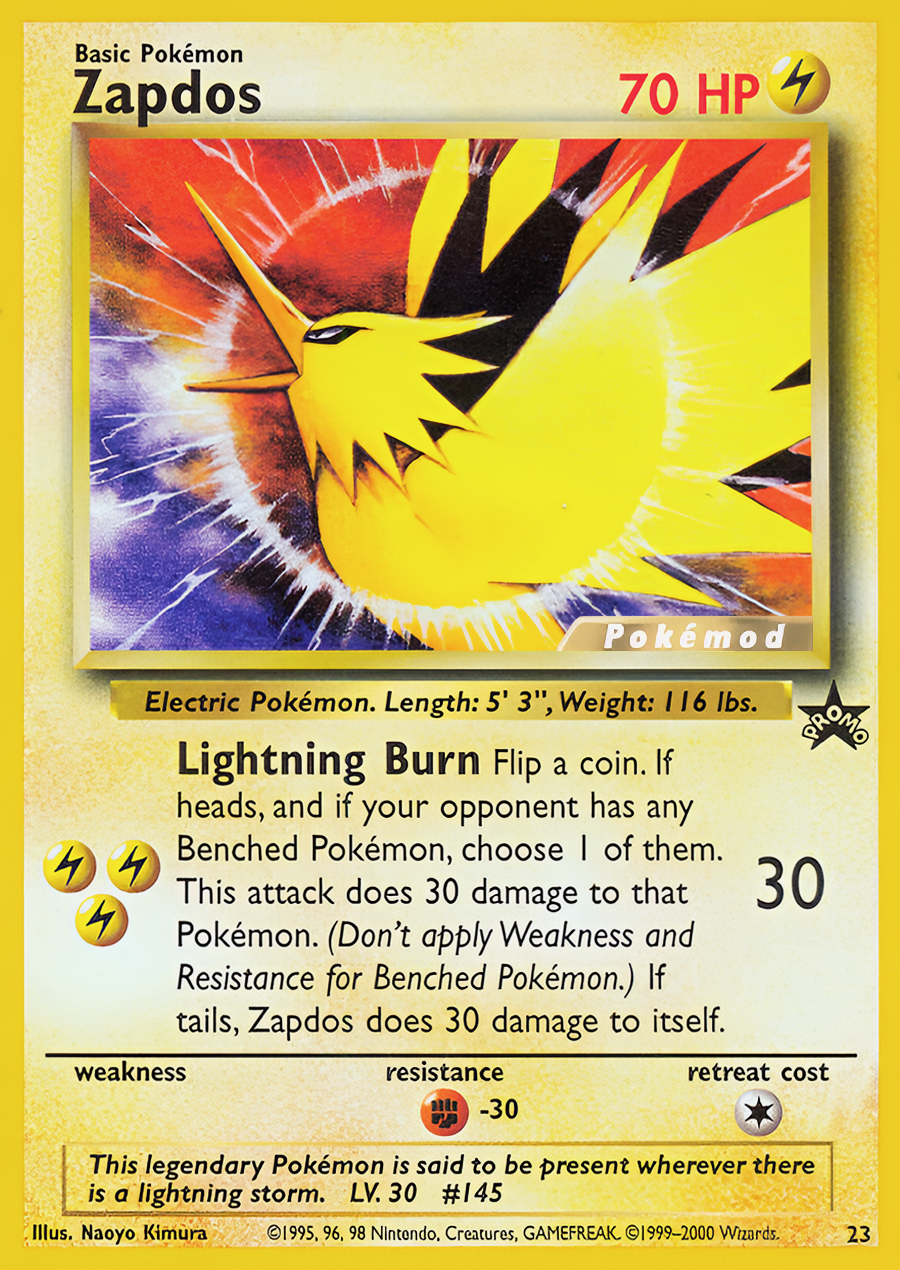 Basic Pokémon
Zapdos
70 HP
Pokémod
Electric Pokémon. Length: 5' 3", Weight: 116 lbs.
PROMO
Lightning Burn Flip a coin. If
heads, and if your opponent has any
Benched Pokémon, choose 1 of them.
This attack does 30 damage to that
Pokémon. (Don't apply Weakness and
Resistance for Benched Pokémon.) If
tails, Zapdos does 30 damage to itself.
30
weakness
resistance
retreat cost
-30
This legendary Pokémon is said to be present wherever there
is a lightning storm. LV. 30 #145
Illus. Naoyo Kimura
©1995, 96, 98 Nintendo, Creatures, GAMEFREAK. ©1999–2000 Wizards.
23